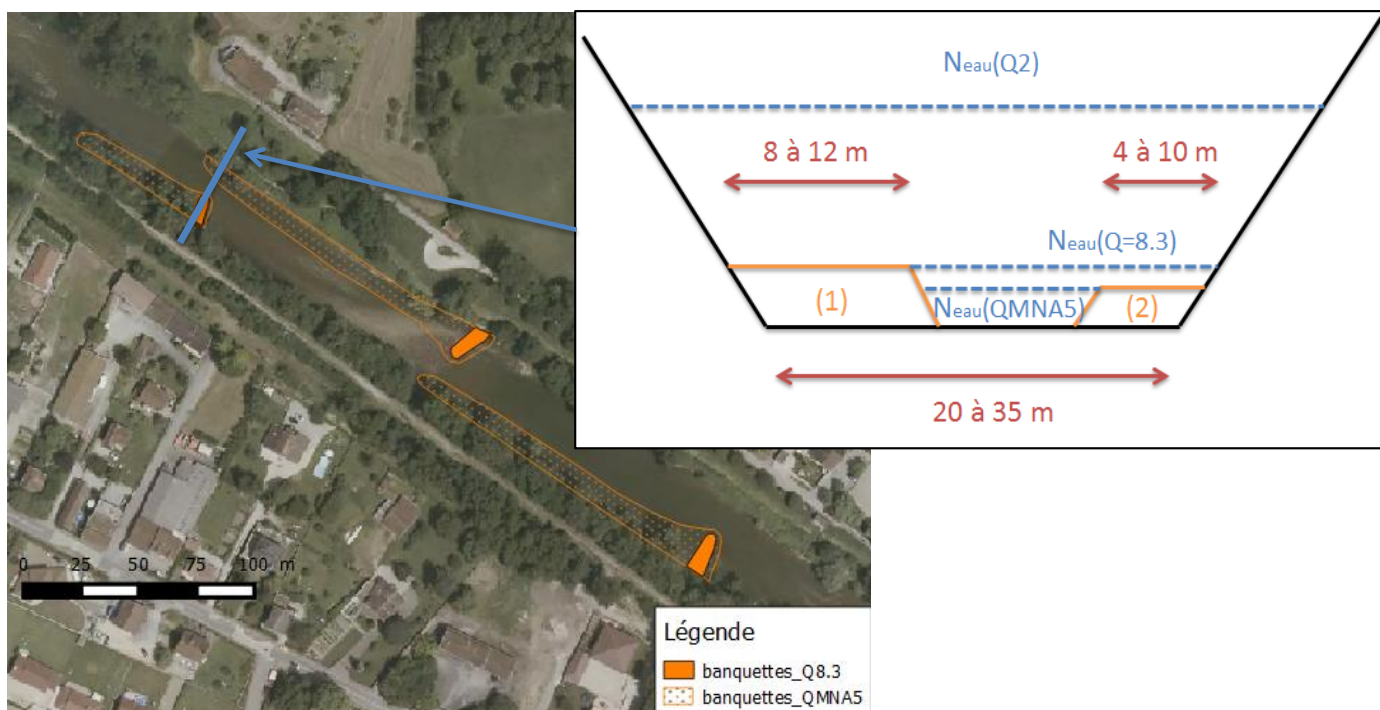 Neau(Q2)
8 à 12 m
4 à 10 m
Neau(Q=8.3)
(1)
Neau(QMNA5)
(2)
20 à 35 m
0 25 50 75 100 m
Légende
banquettes_Q8.3
banquettes_QMNA5